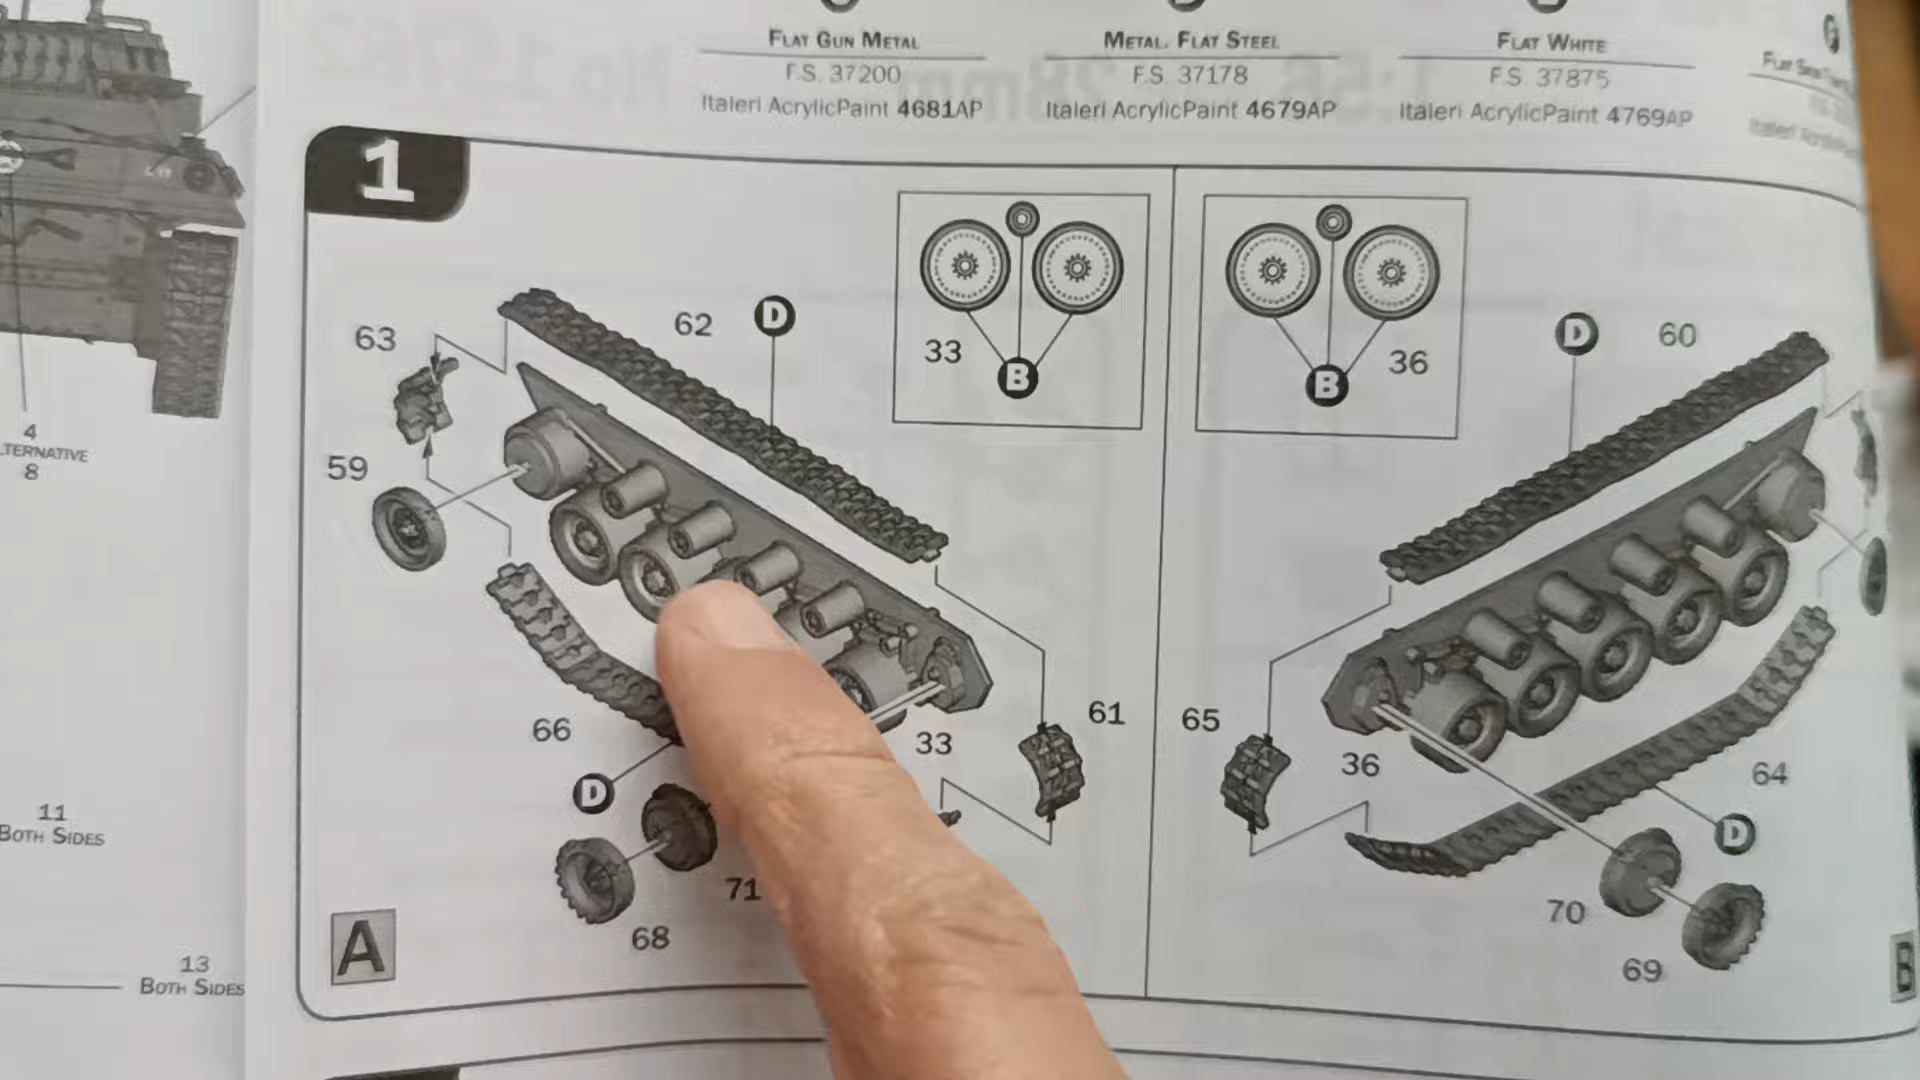 FLAT GUN METAL
F.S. 37200
Italeri AcrylicPaint 4681AP
METAL. FLAT STEEL
F.S. 37178
Italeri AcrylicPaint 4679AP
FLAT WHITE
F.S. 37875
Italeri AcrylicPaint 4769AP
4
LTERNATIVE
8
11
BOTH SIDES
13
BOTH SIDES
1
63
62
D
33
B
59
66
D
33
61
71
68
A
36
B
D
60
65
36
64
D
70
69
B